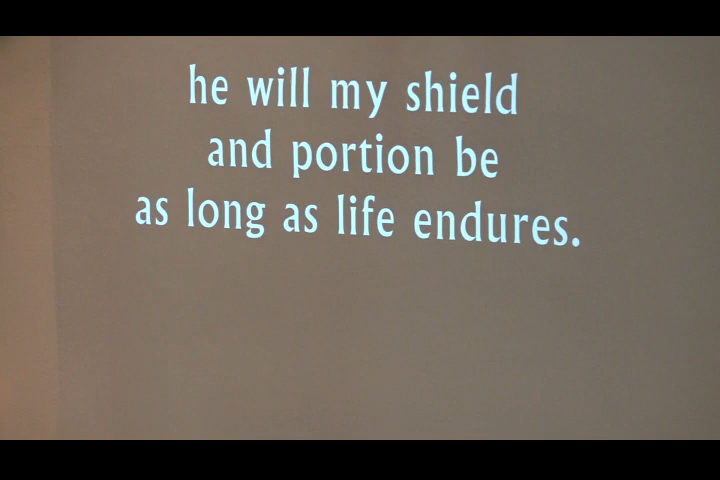 he will my shield
and portion be
as long as life endures.